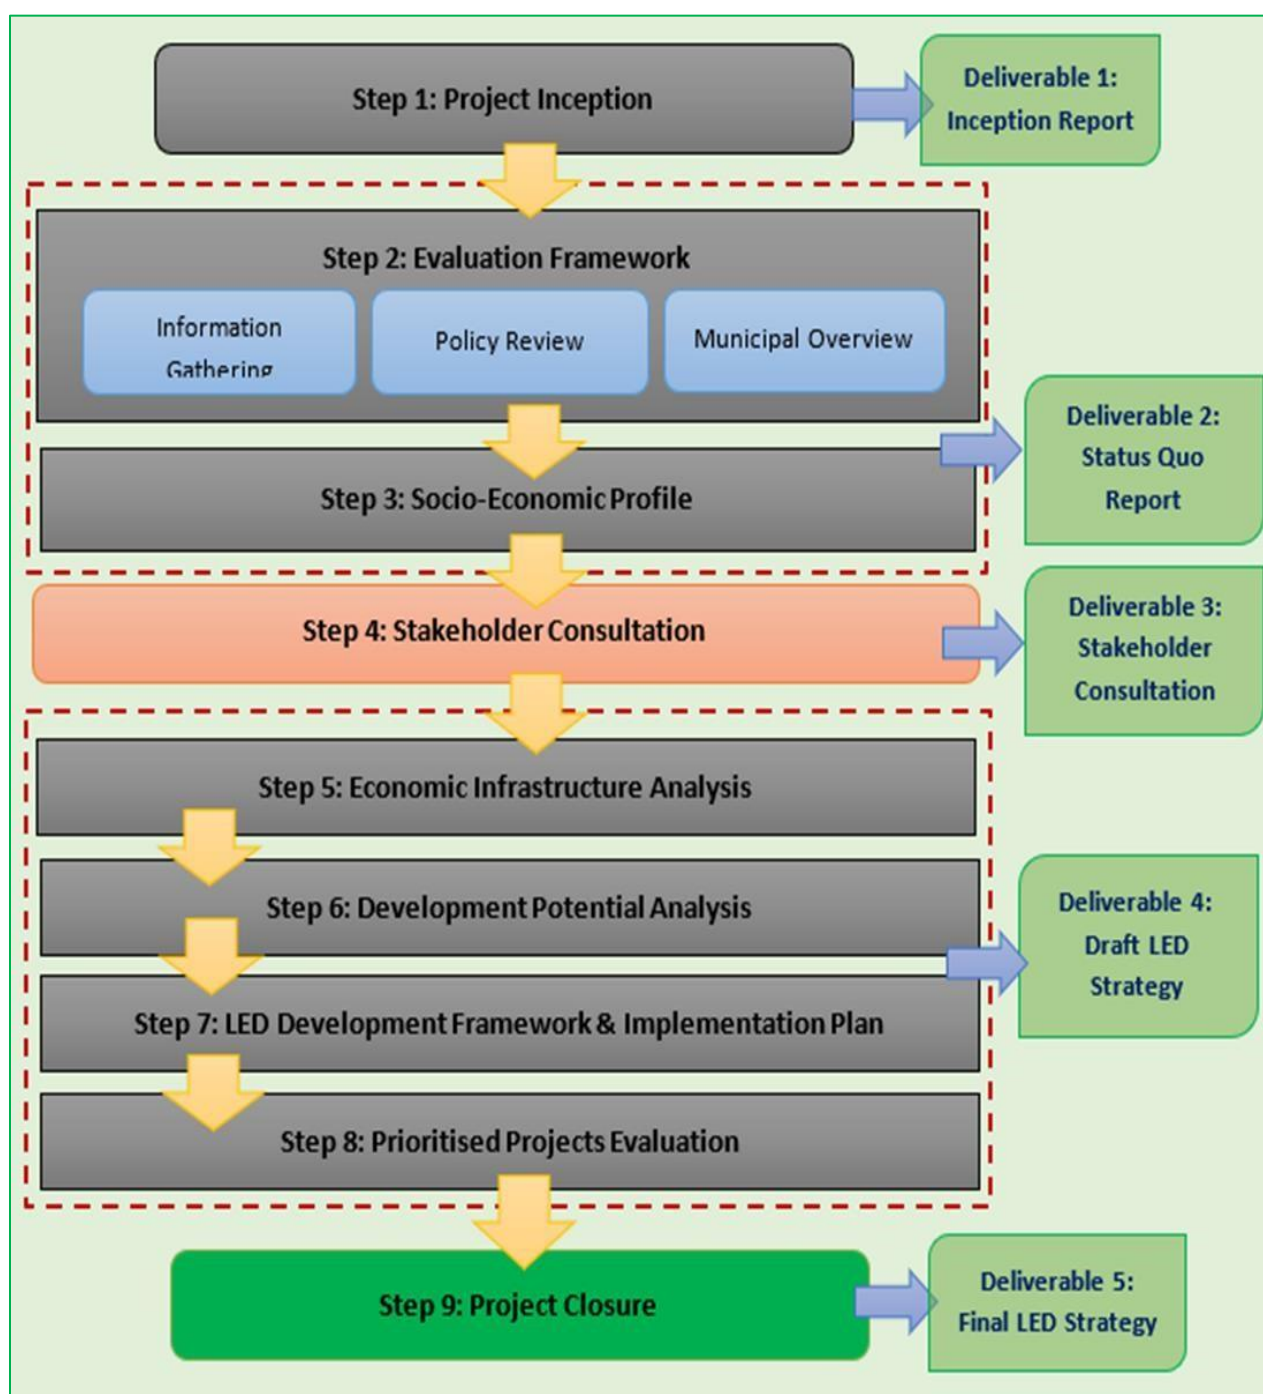 Step 1: Project Inception
Deliverable 1:
Inception Report
Step 2: Evaluation Framework
Information
Gathering
Policy Review
Municipal Overview
Deliverable 2:
Status Quo
Report
Step 3: Socio-Economic Profile
Step 4: Stakeholder Consultation
Deliverable 3:
Stakeholder
Consultation
Step 5: Economic Infrastructure Analysis
Step 6: Development Potential Analysis
Deliverable 4:
Draft LED
Strategy
Step 7: LED Development Framework & Implementation Plan
Step 8: Prioritised Projects Evaluation
Step 9: Project Closure
Deliverable 5:
Final LED Strategy